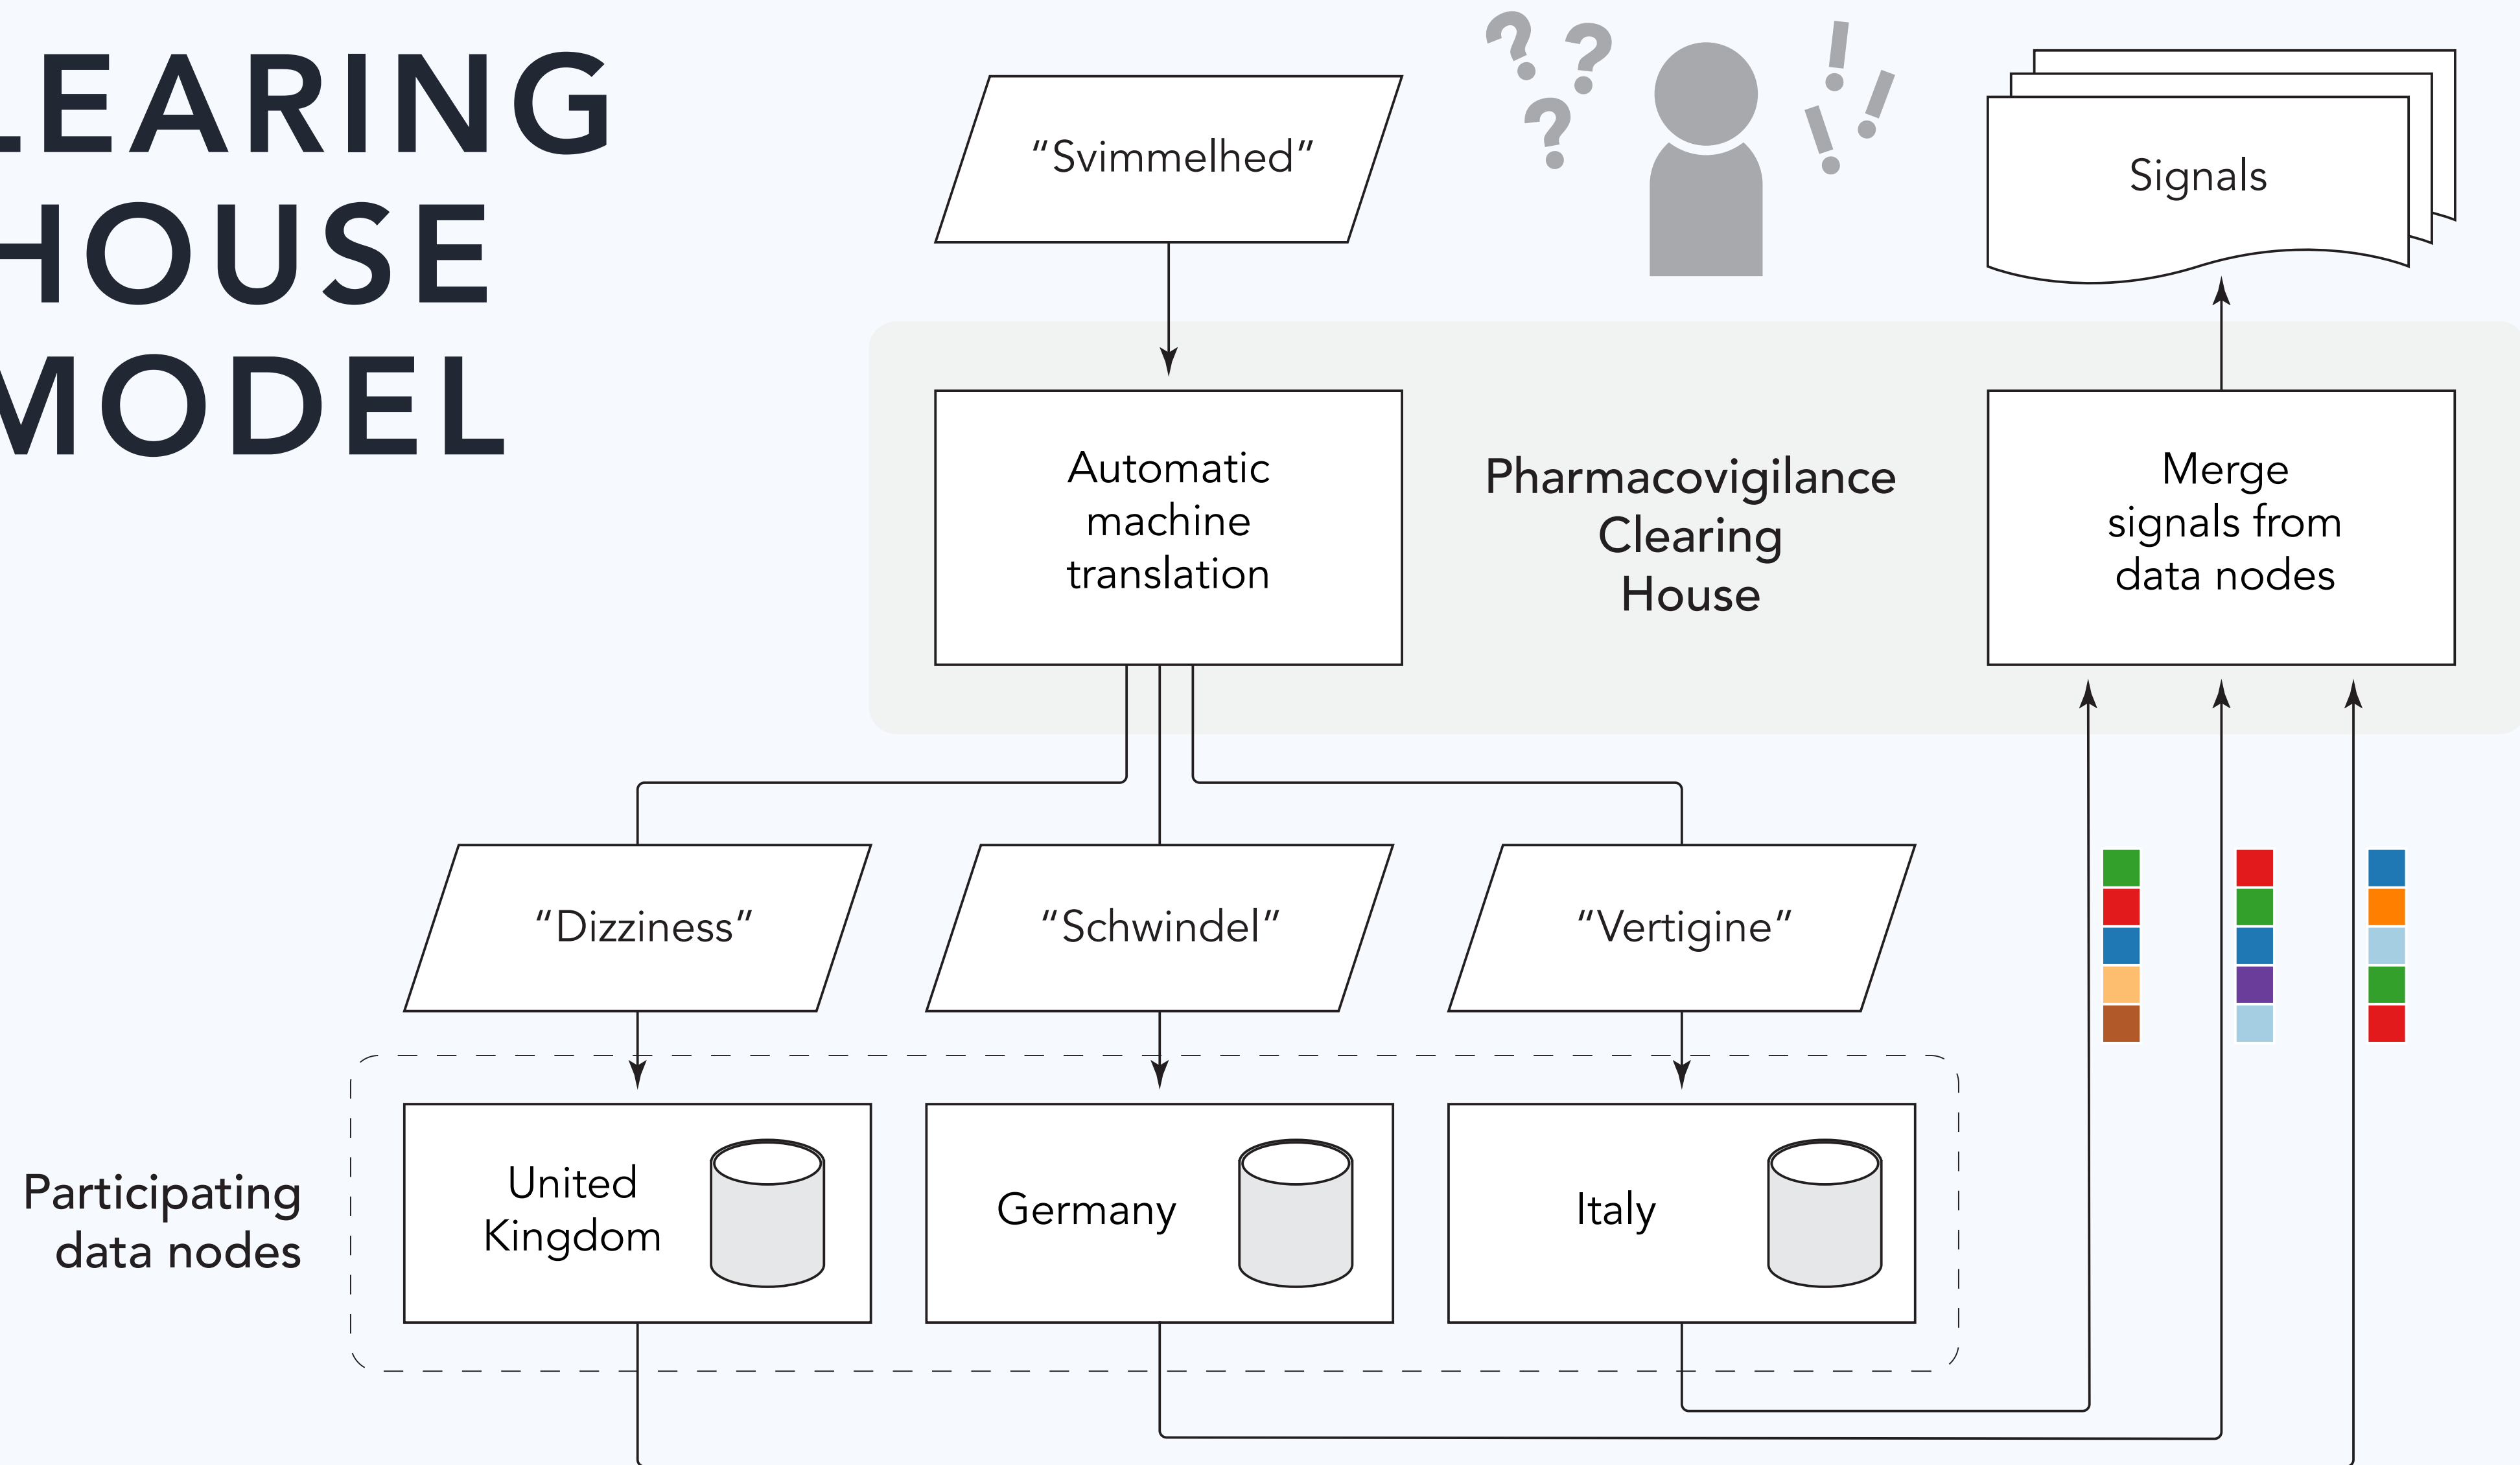 LEARING
HOUSE
MODEL
“Svimmelhed”
Signals
Automatic
machine
translation
Pharmacovigilance
Clearing
House
Merge
signals from
data nodes
“Dizziness”
“Schwindel”
“Vertigine”
Participating
data nodes
United
Kingdom
Germany
Italy